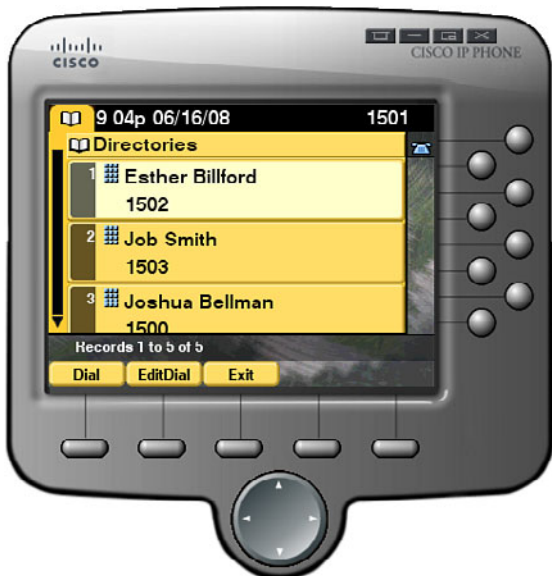 CISCO
CISCO IP PHONE
9 04p 06/16/08 1501
Directories
1 Esther Billford
1502
2 Job Smith
1503
3 Joshua Bellman
1500
Records 1 to 5 of 5
Dial EditDial Exit